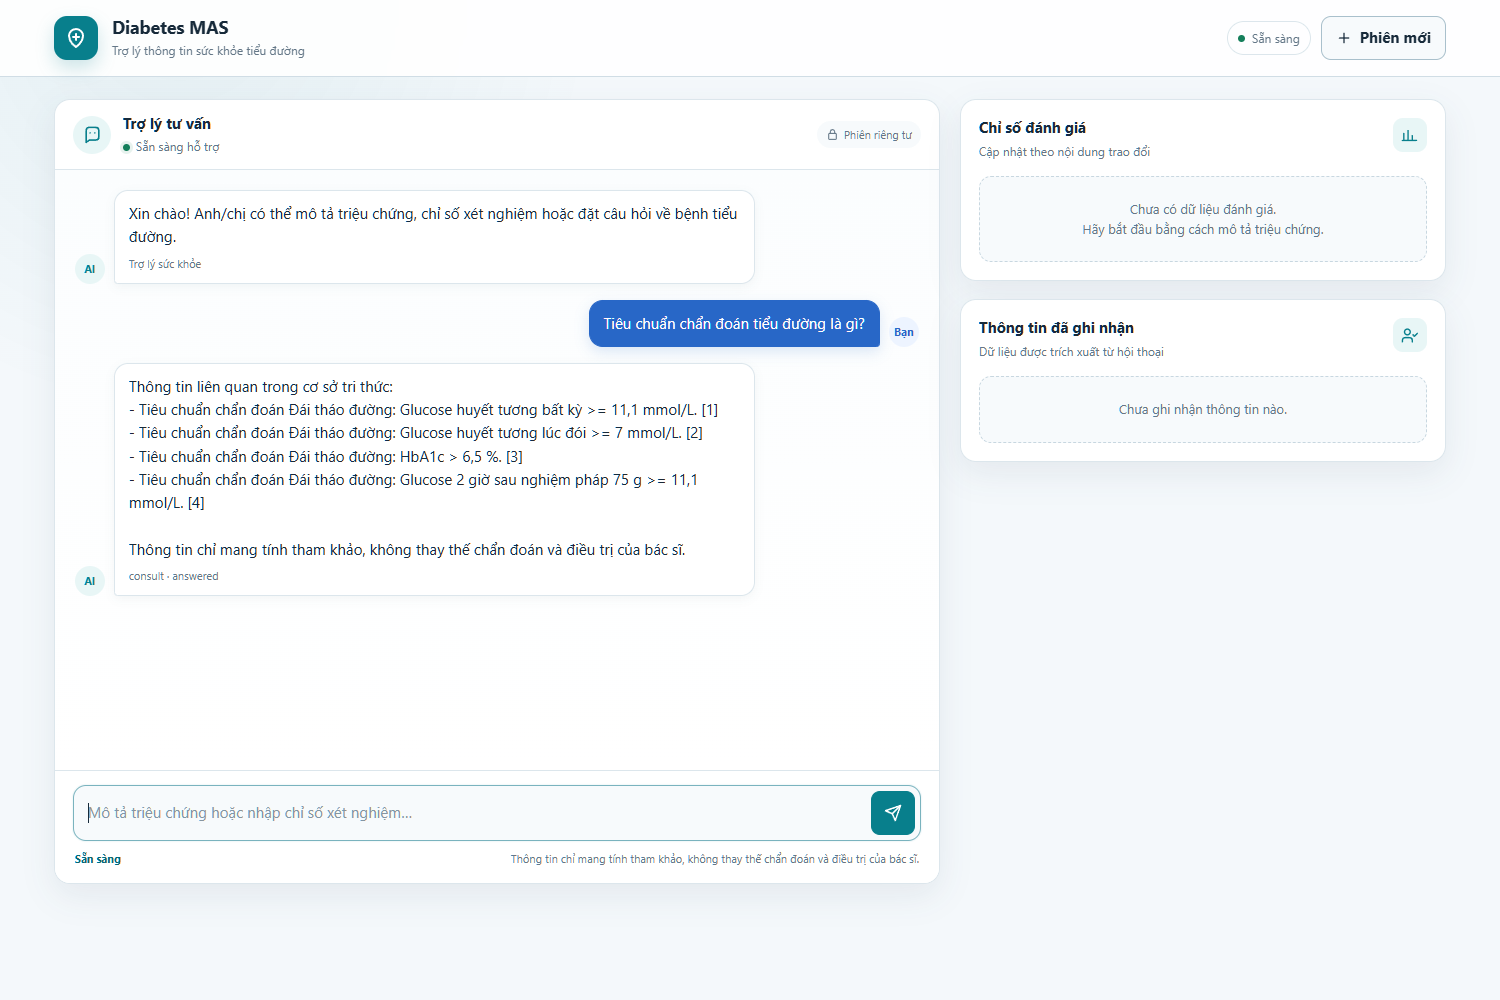 Diabetes MAS
Trợ lý thông tin sức khỏe tiểu đường
Sẵn sàng
Phiên mới
Trợ lý tư vấn
Sẵn sàng hỗ trợ
Phiên riêng tư
Xin chào! Anh/chị có thể mô tả triệu chứng, chỉ số xét nghiệm hoặc đặt câu hỏi về bệnh tiểu
đường.
Trợ lý sức khỏe
AI
Tiêu chuẩn chẩn đoán tiểu đường là gì?
Bạn
Thông tin liên quan trong cơ sở tri thức:
- Tiêu chuẩn chẩn đoán Đái tháo đường: Glucose huyết tương bất kỳ >= 11,1 mmol/L. [1]
- Tiêu chuẩn chẩn đoán Đái tháo đường: Glucose huyết tương lúc đói >= 7 mmol/L. [2]
- Tiêu chuẩn chẩn đoán Đái tháo đường: HbA1c > 6,5 %. [3]
- Tiêu chuẩn chẩn đoán Đái tháo đường: Glucose 2 giờ sau nghiệm pháp 75 g >= 11,1
mmol/L. [4]
Thông tin chỉ mang tính tham khảo, không thay thế chẩn đoán và điều trị của bác sĩ.
consult · answered
AI
Mô tả triệu chứng hoặc nhập chỉ số xét nghiệm...
Sẵn sàng
Thông tin chỉ mang tính tham khảo, không thay thế chẩn đoán và điều trị của bác sĩ.
Chỉ số đánh giá
Cập nhật theo nội dung trao đổi
Chưa có dữ liệu đánh giá.
Hãy bắt đầu bằng cách mô tả triệu chứng.
Thông tin đã ghi nhận
Dữ liệu được trích xuất từ hội thoại
Chưa ghi nhận thông tin nào.